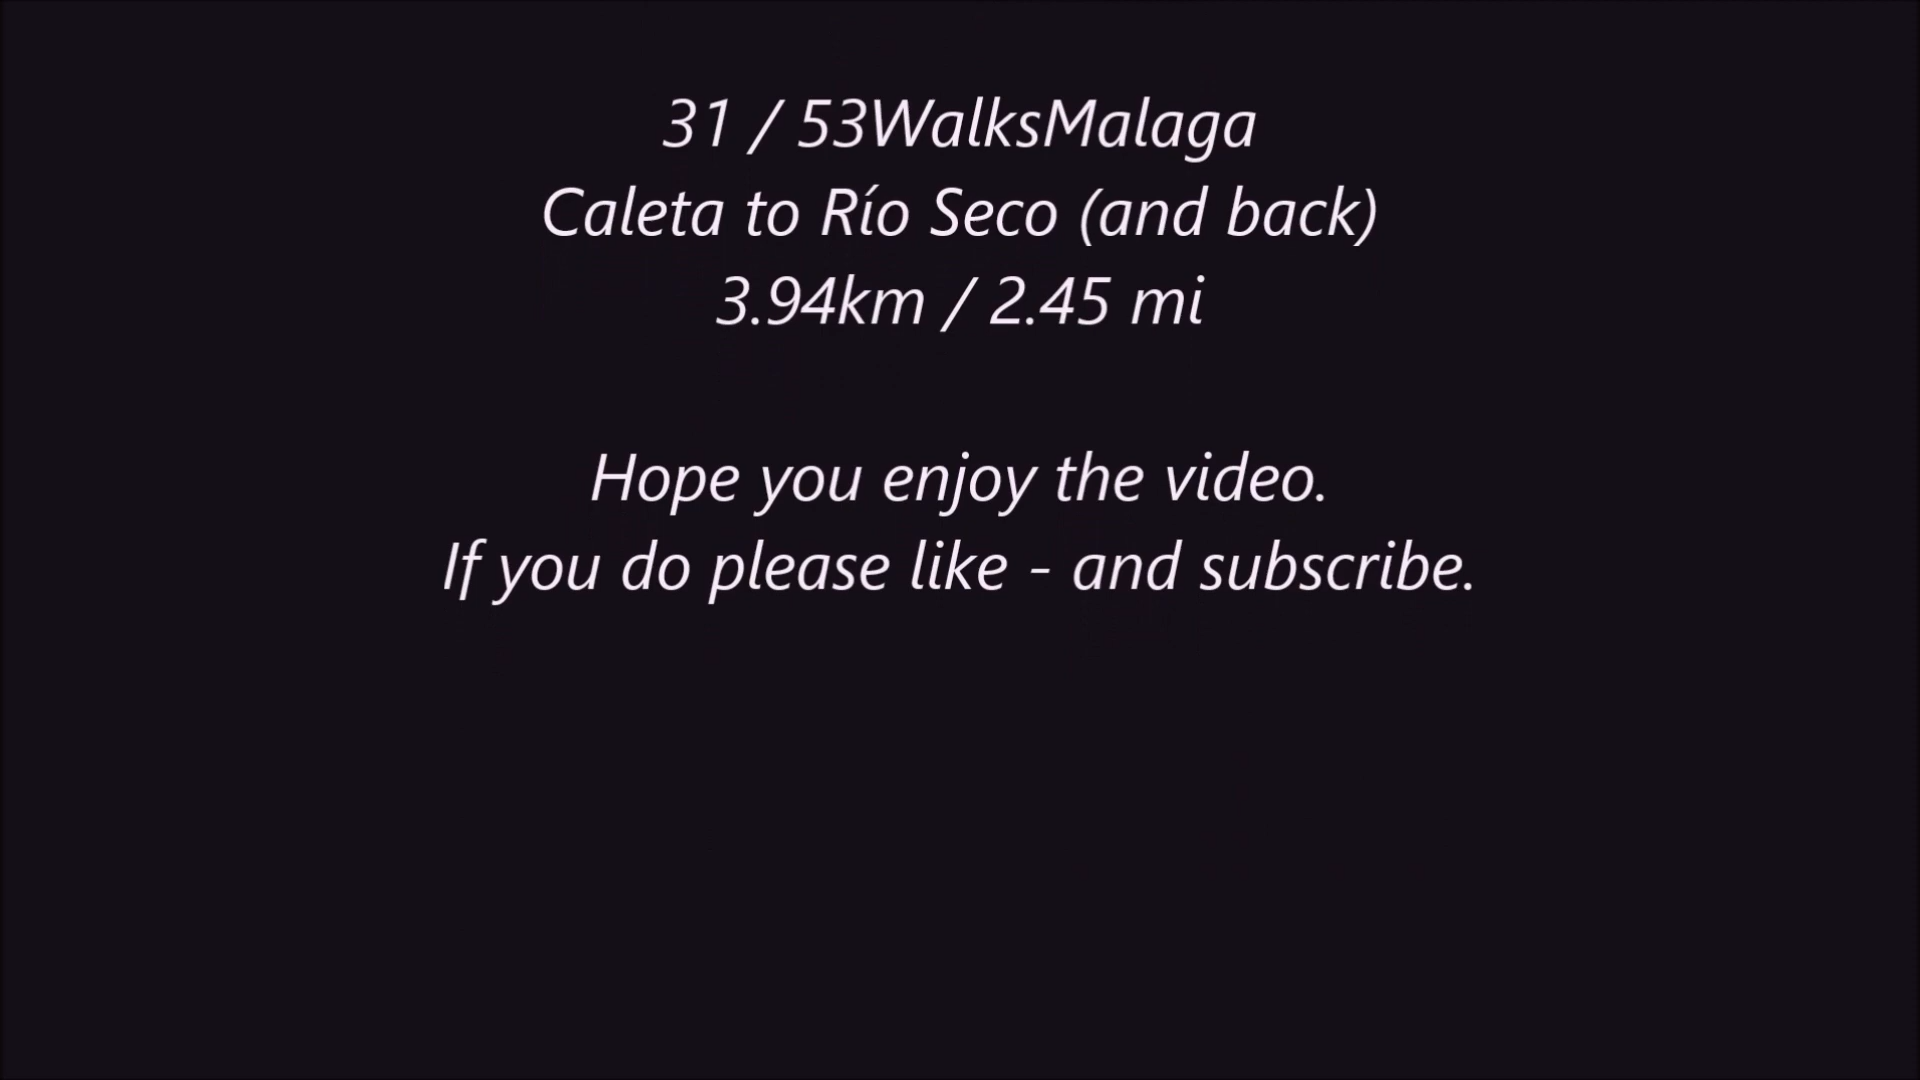 31 / 53WalksMalaga
Caleta to Río Seco (and back)
3.94km / 2.45 mi
Hope you enjoy the video.
If you do please like - and subscribe.